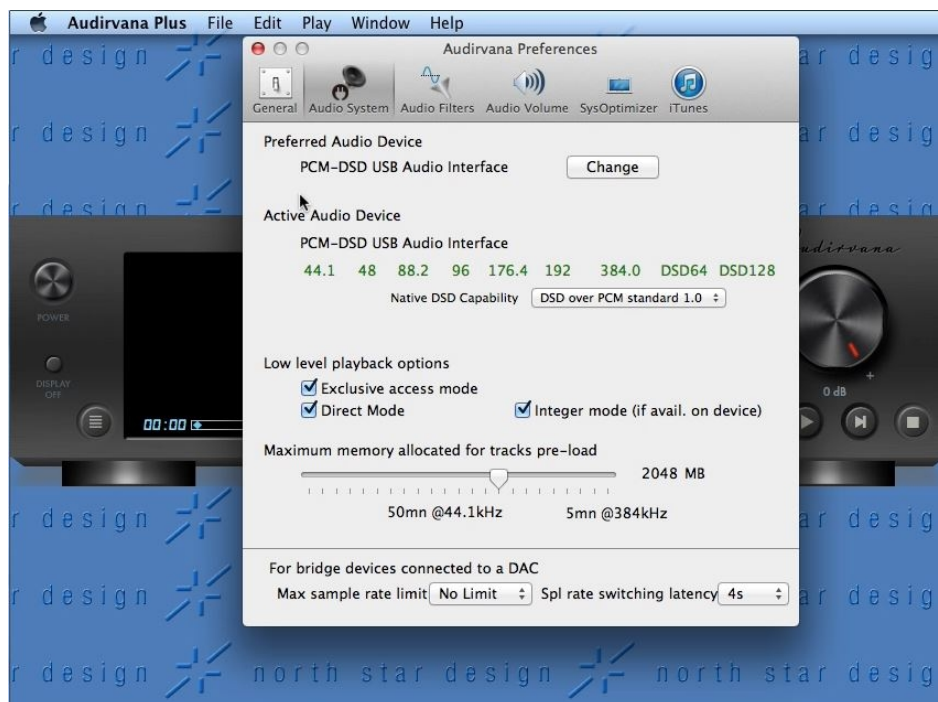 Audirvana Plus File Edit Play Window Help
Audirvana Preferences
General Audio System Audio Filters Audio Volume SysOptimizer iTunes
Preferred Audio Device
PCM-DSD USB Audio Interface Change
Active Audio Device
PCM-DSD USB Audio Interface
44.1 48 88.2 96 176.4 192 384.0 DSD64 DSD128
Native DSD Capability DSD over PCM standard 1.0
Low level playback options
Exclusive access mode
Direct Mode Integer mode (if avail. on device)
Maximum memory allocated for tracks pre-load
2048 MB
50mn @44.1kHz 5mn @384kHz
For bridge devices connected to a DAC
Max sample rate limit No Limit Spl rate switching latency 4s
POWER
DISPLAY
OFF
00:00
udirvana
+
0 dB
r design ar desig
r design ar desig
r design ar desig
r design ar desig
r design ar desig
r design north star design north star desig